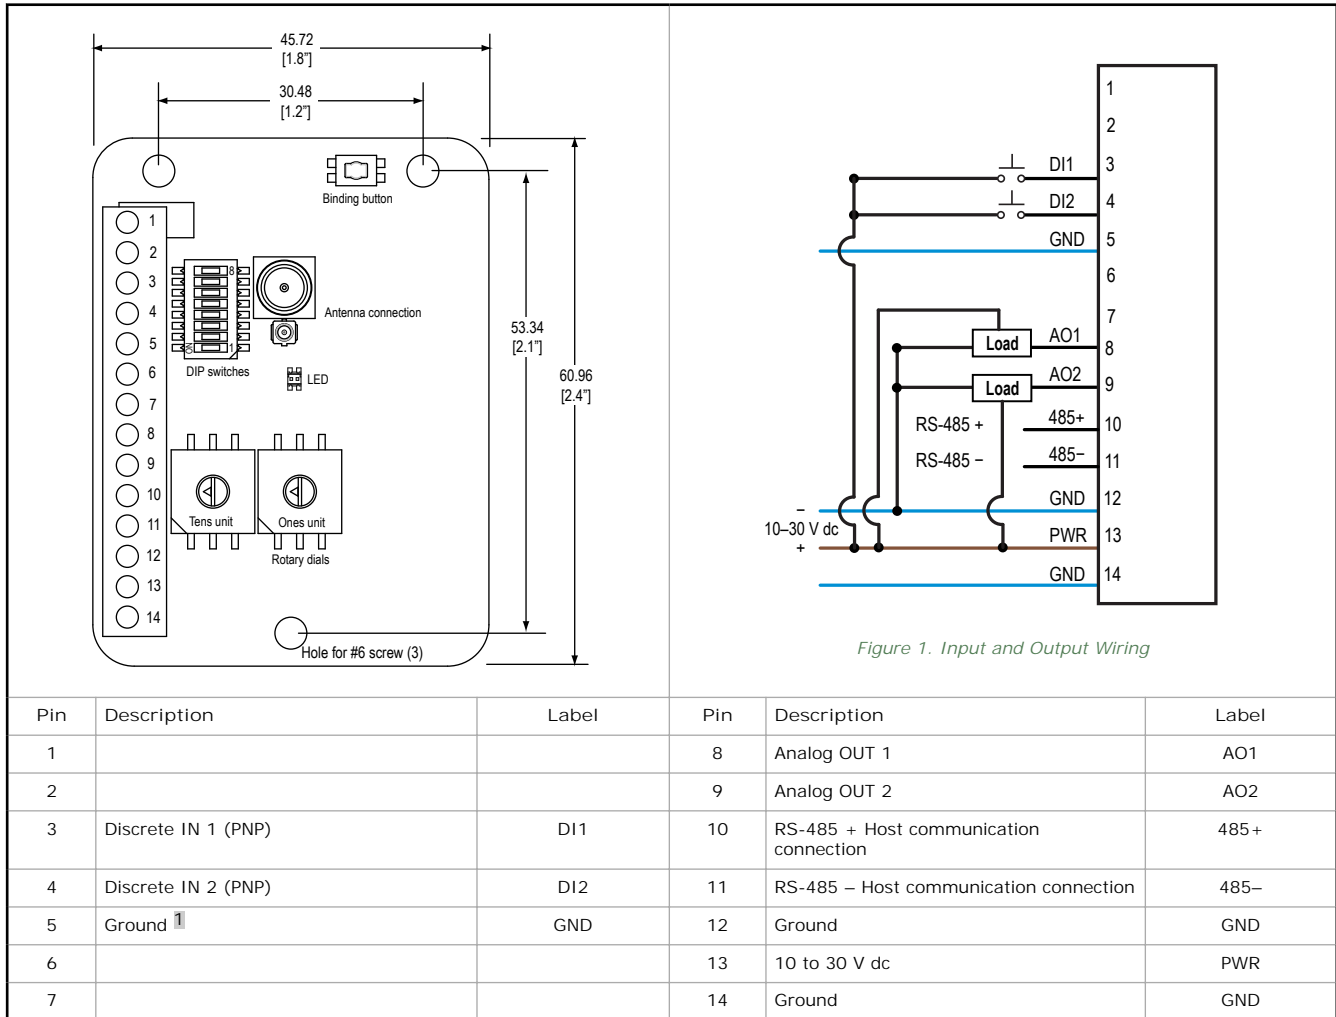 45.72
[1.8"]
30.48
[1.2"]
Binding button
1
2
3
4
5
6
7
8
9
10
11
12
13
14
8
ON
1
DIP switches
Antenna connection
LED
53.34
[2.1"]
60.96
[2.4"]
Tens unit
Ones unit
Rotary dials
Hole for #6 screw (3)
1
2
DI1 3
DI2 4
GND 5
6
7
Load AO1 8
Load AO2 9
RS-485 + 485+ 10
RS-485 − 485− 11
GND 12
−
10–30 V dc
+
PWR 13
GND 14
Figure 1. Input and Output Wiring
Pin Description Label Pin Description Label
1 8 Analog OUT 1 AO1
2 9 Analog OUT 2 AO2
3 Discrete IN 1 (PNP) DI1 10 RS-485 + Host communication
connection 485+
4 Discrete IN 2 (PNP) DI2 11 RS-485 – Host communication connection 485–
5 Ground 1 GND 12 Ground GND
6 13 10 to 30 V dc PWR
7 14 Ground GND